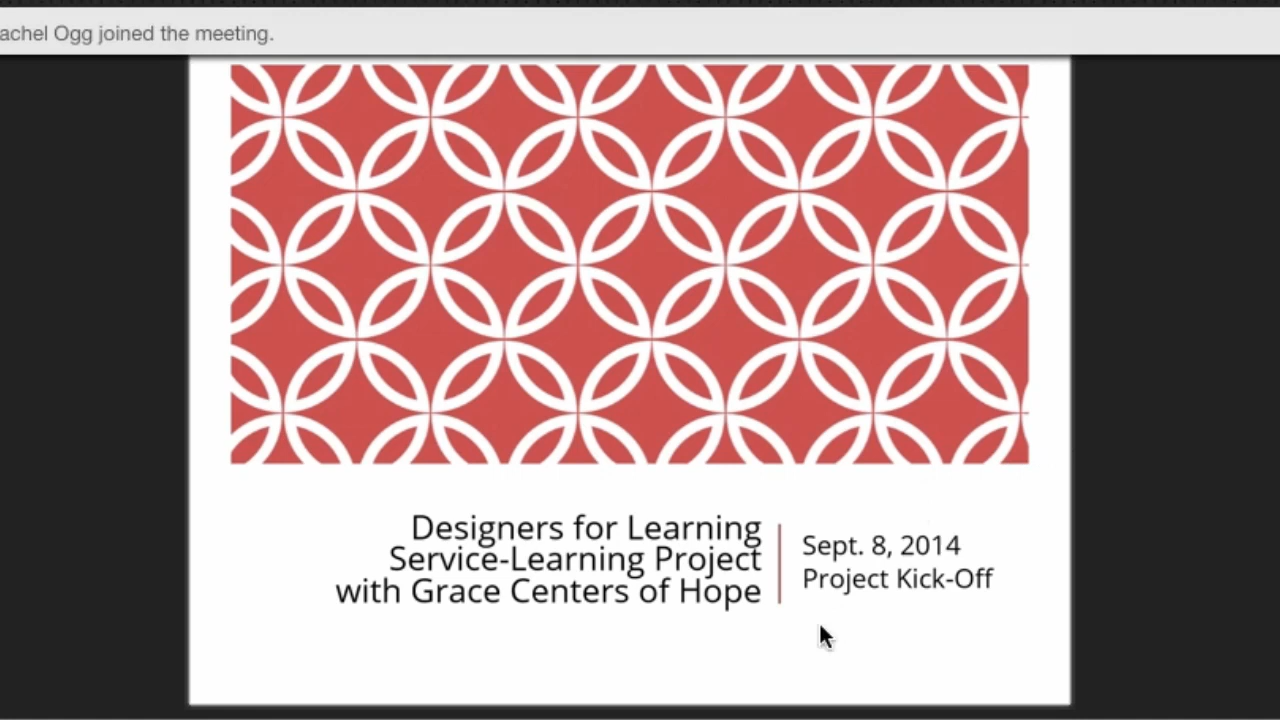 achel Ogg joined the meeting.
Designers for Learning
Service-Learning Project
with Grace Centers of Hope
Sept. 8, 2014
Project Kick-Off